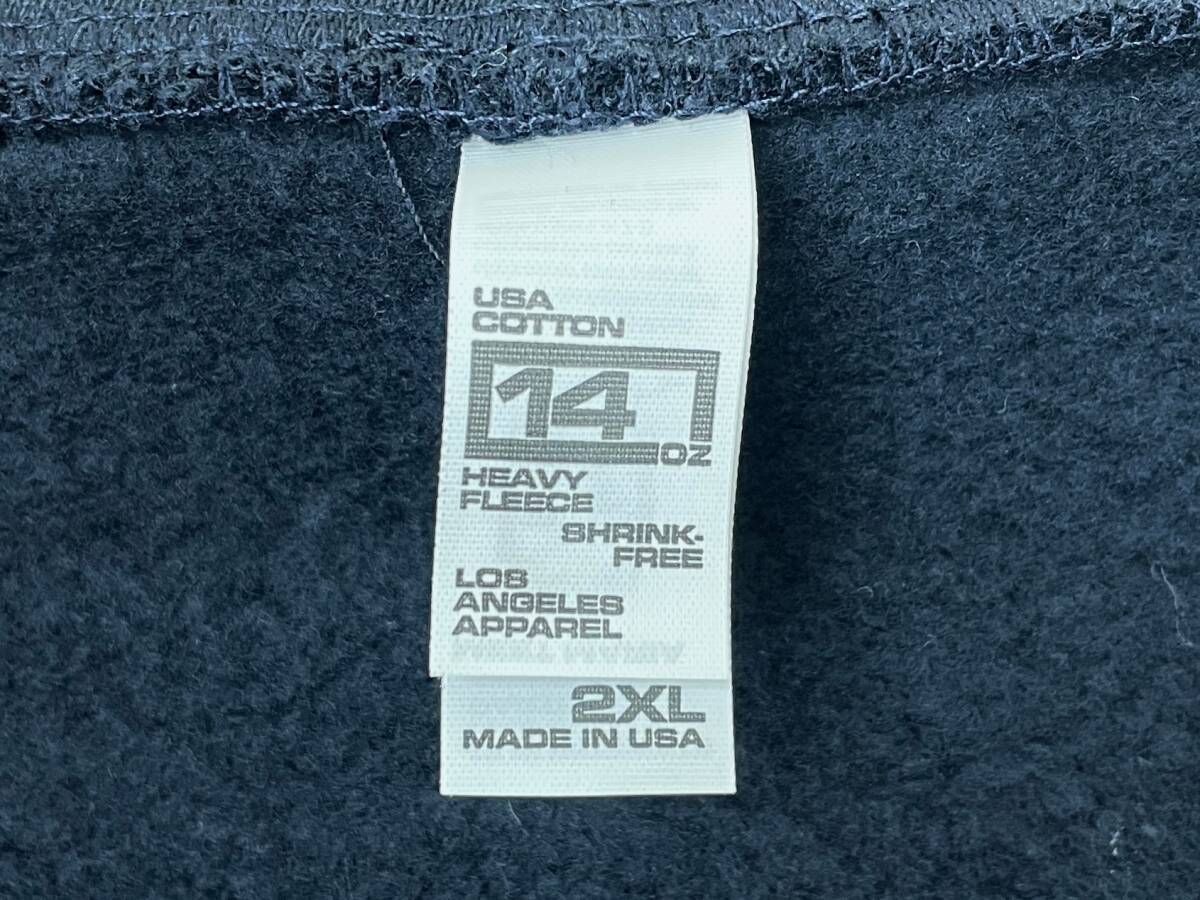 USA
COTTON
14
OZ
HEAVY
FLEECE
SHRINK-
FREE
LOS
ANGELES
APPAREL
2XL
MADE IN USA